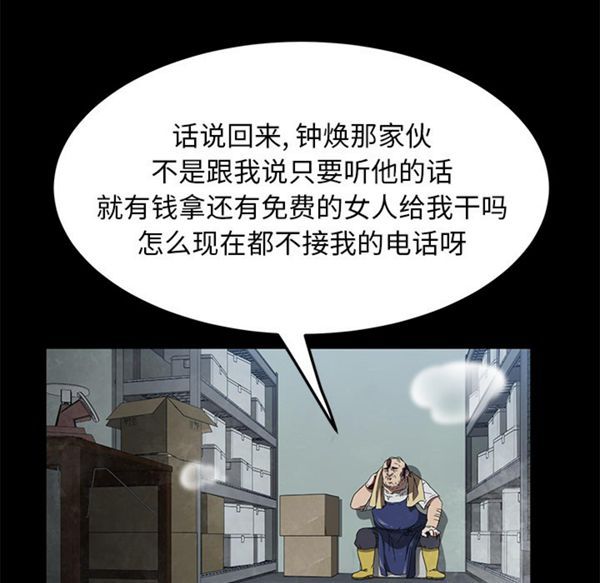 话说回来, 钟焕那家伙
不是跟我说只要听他的话
就有钱拿还有免费的女人给我干吗
怎么现在都不接我的电话呀